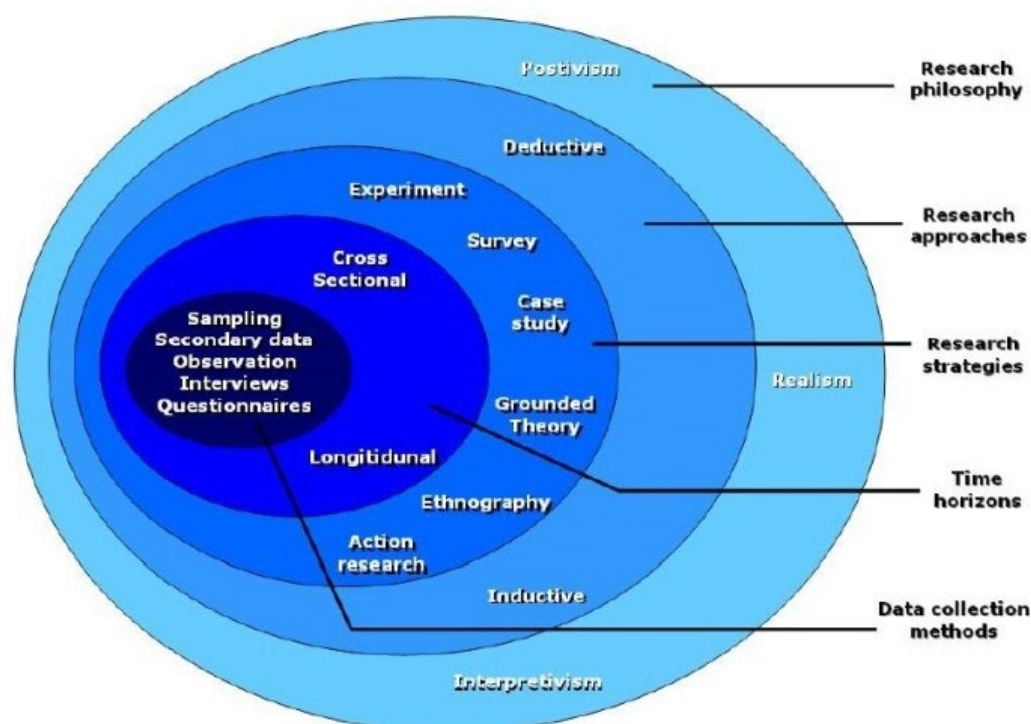 Postivism
Research
philosophy
Deductive
Experiment
Research
approaches
Survey
Cross
Sectional
Case
study
Sampling
Secondary data
Observation
Interviews
Questionnaires
Research
strategies
Realism
Grounded
Theory
Longitidunal
Time
horizons
Ethnography
Action
research
Inductive
Data collection
methods
Interpretivism